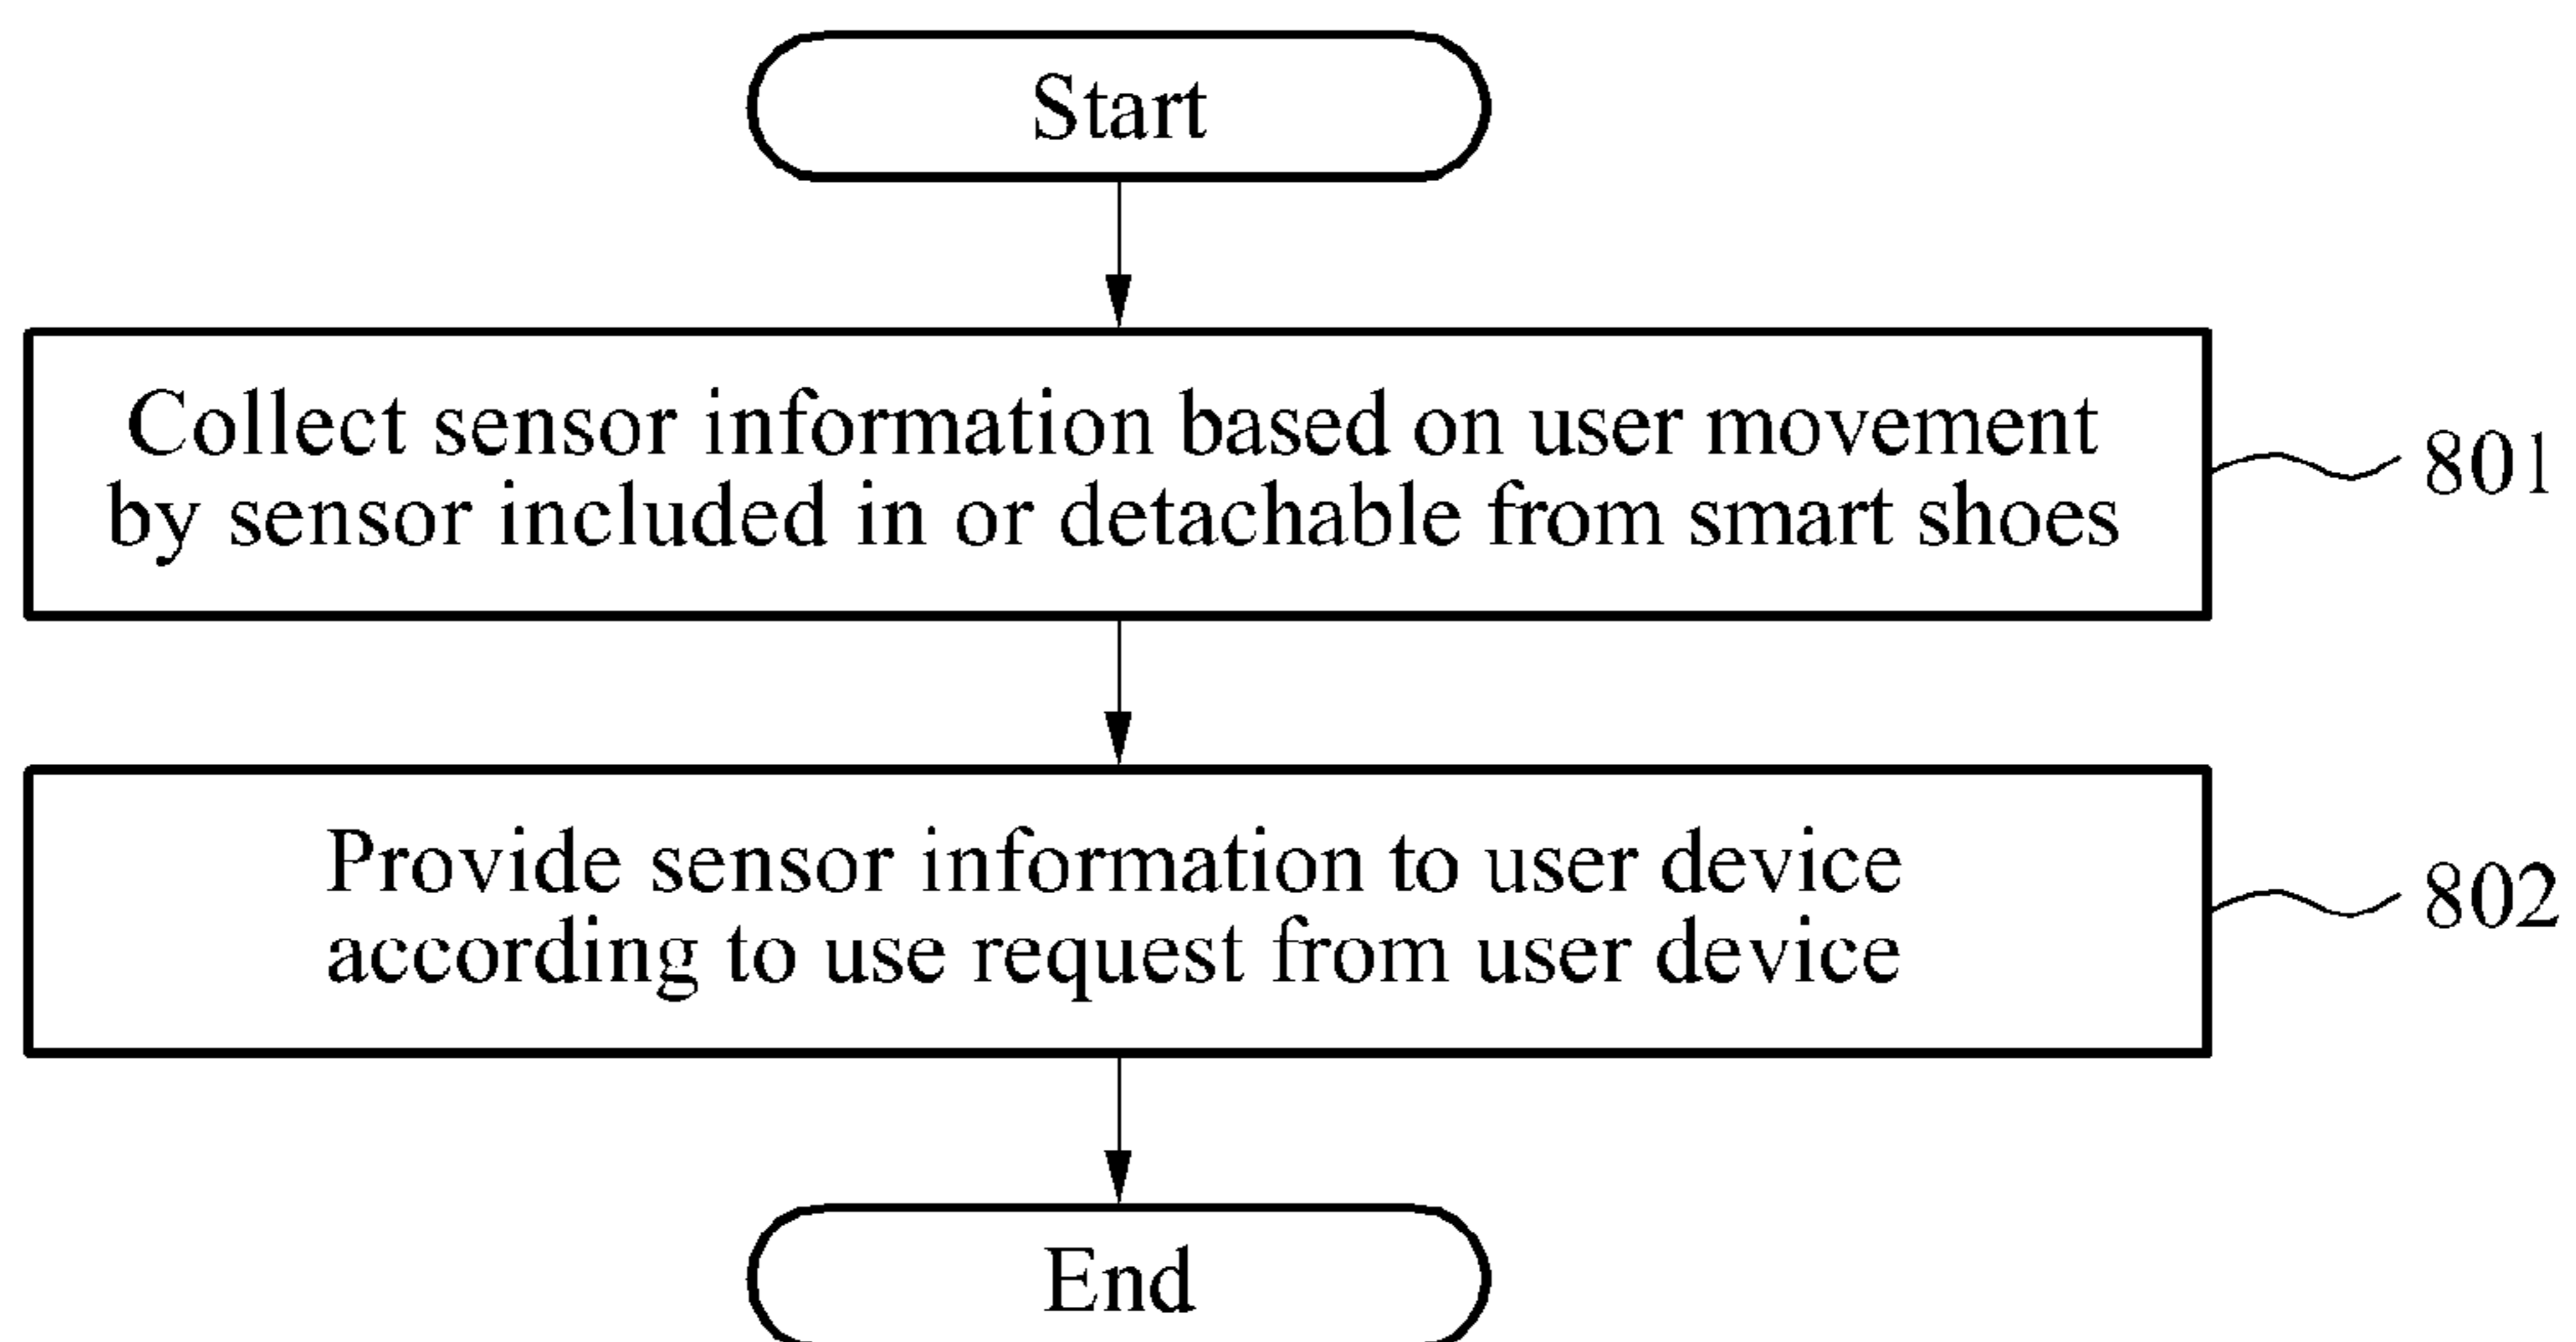 Start
Collect sensor information based on user movement
by sensor included in or detachable from smart shoes
801
Provide sensor information to user device
according to use request from user device
802
End